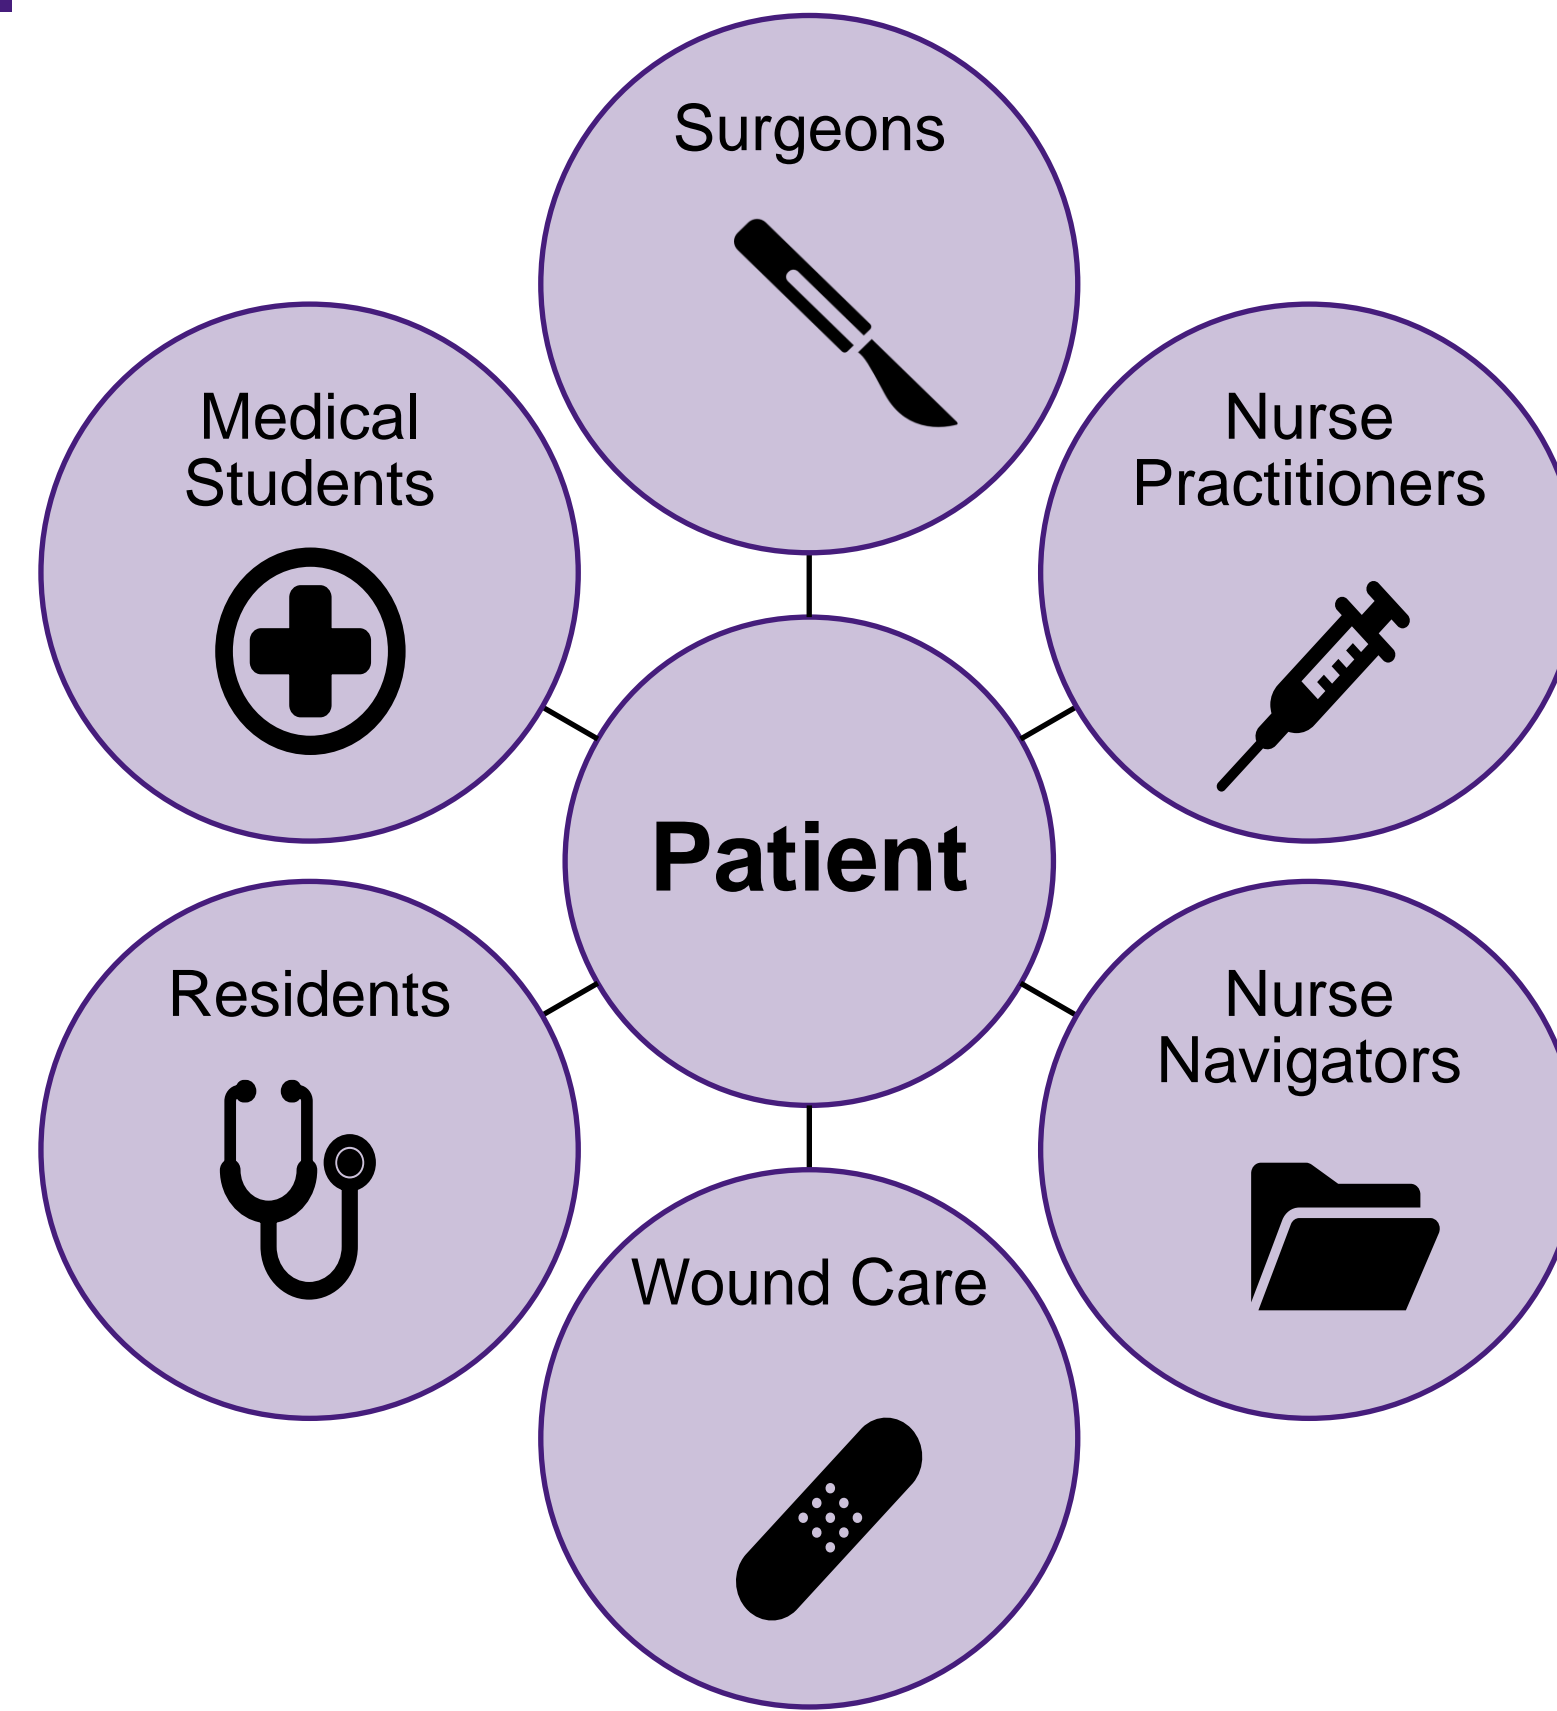 Surgeons
Medical
Students
Nurse
Practitioners
Patient
Residents
Nurse
Navigators
Wound Care